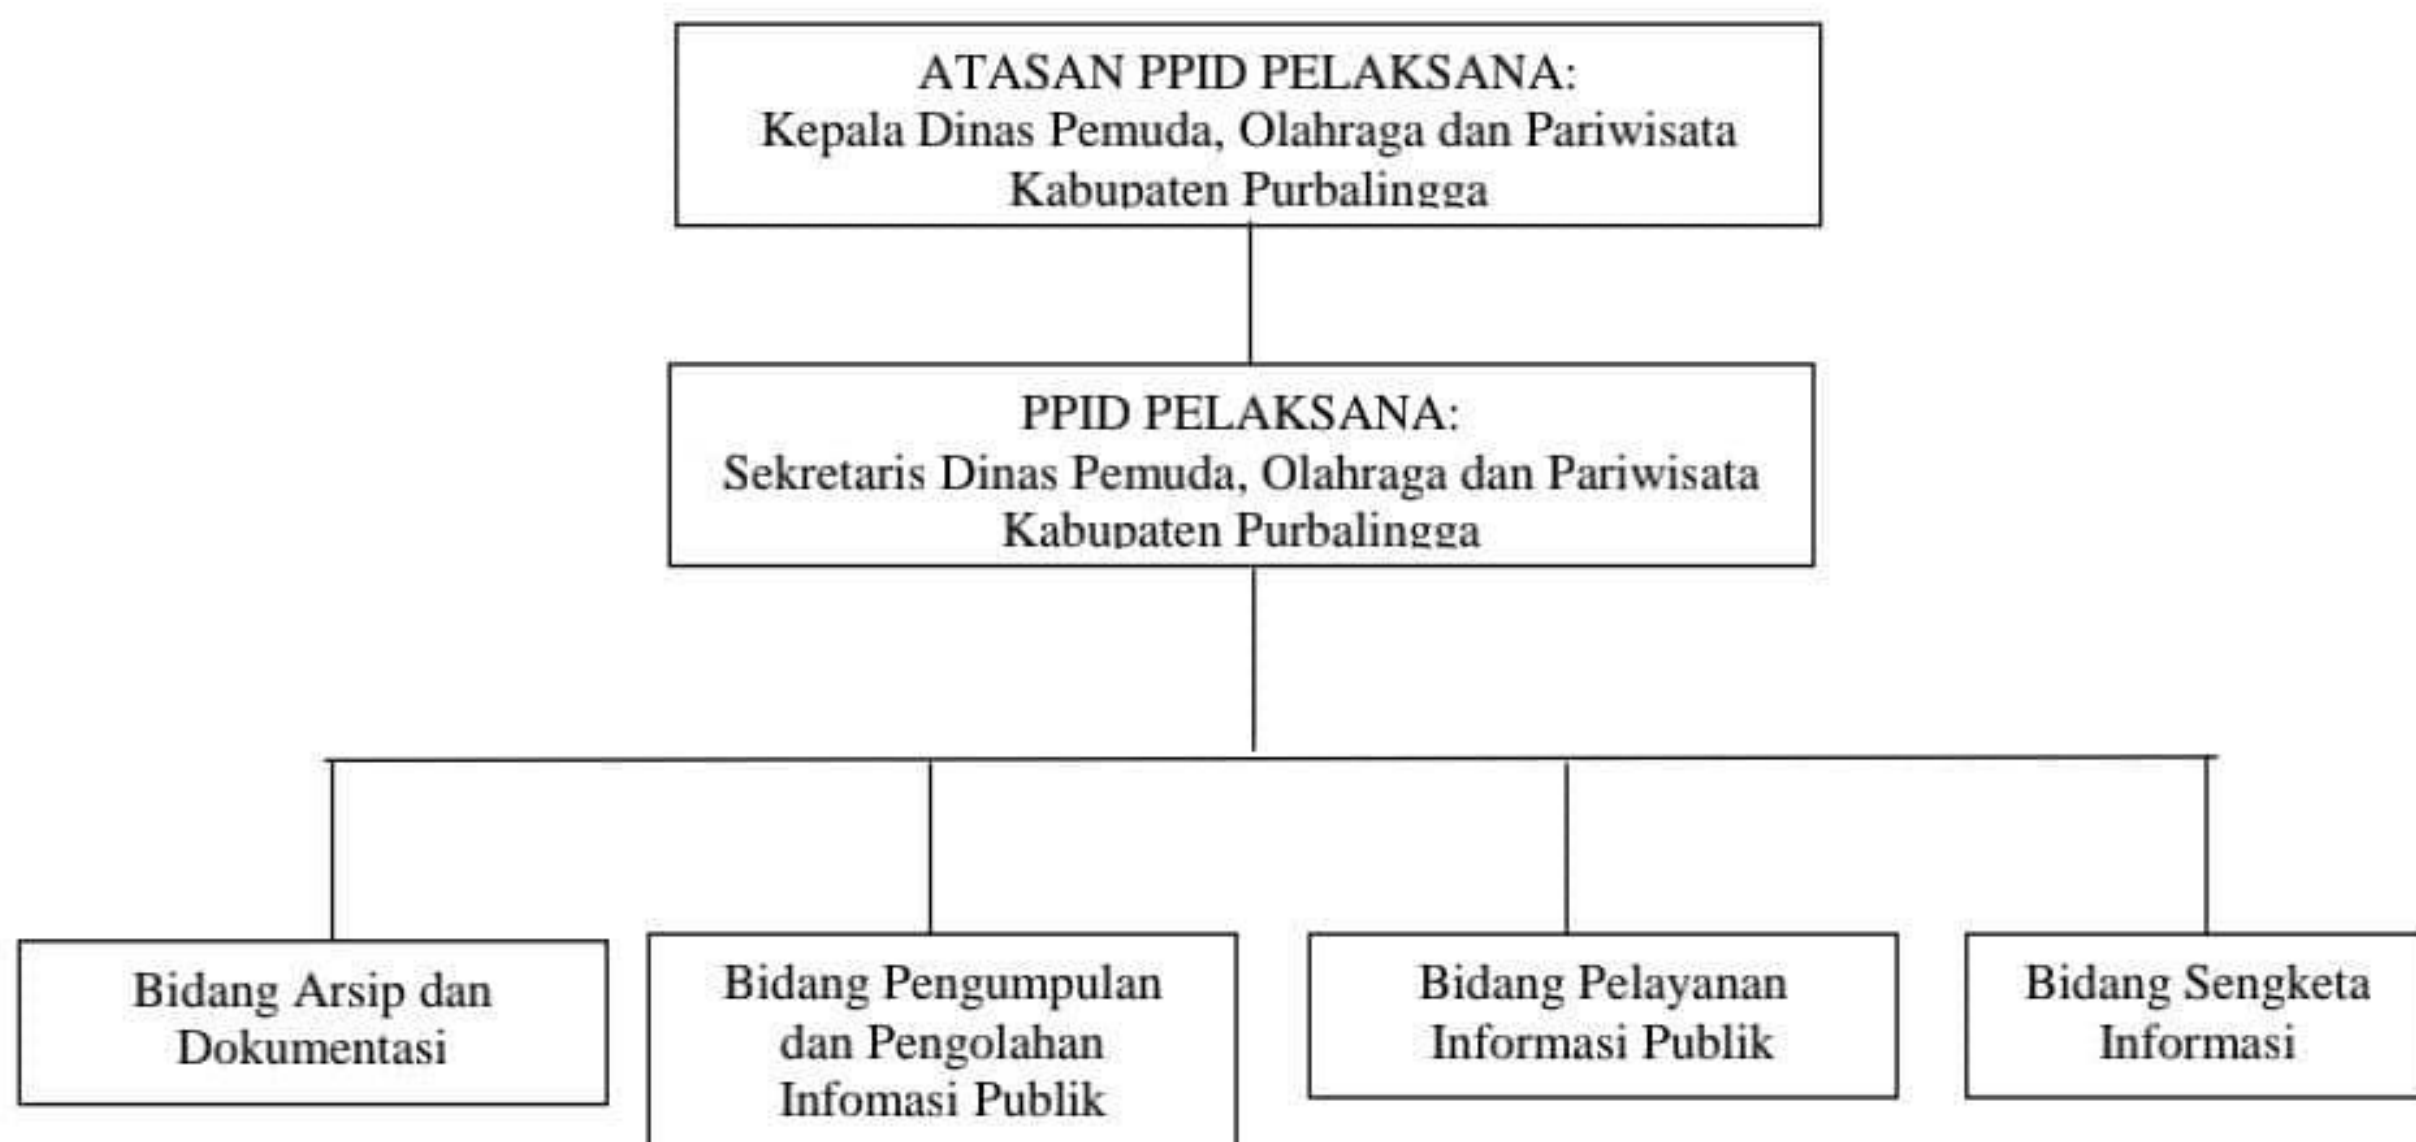 ATASAN PPID PELAKSANA:
Kepala Dinas Pemuda, Olahraga dan Pariwisata
Kabupaten Purbalingga
PPID PELAKSANA:
Sekretaris Dinas Pemuda, Olahraga dan Pariwisata
Kabupaten Purbalingga
Bidang Arsip dan
Dokumentasi
Bidang Pengumpulan
dan Pengolahan
Infomasi Publik
Bidang Pelayanan
Informasi Publik
Bidang Sengketa
Informasi